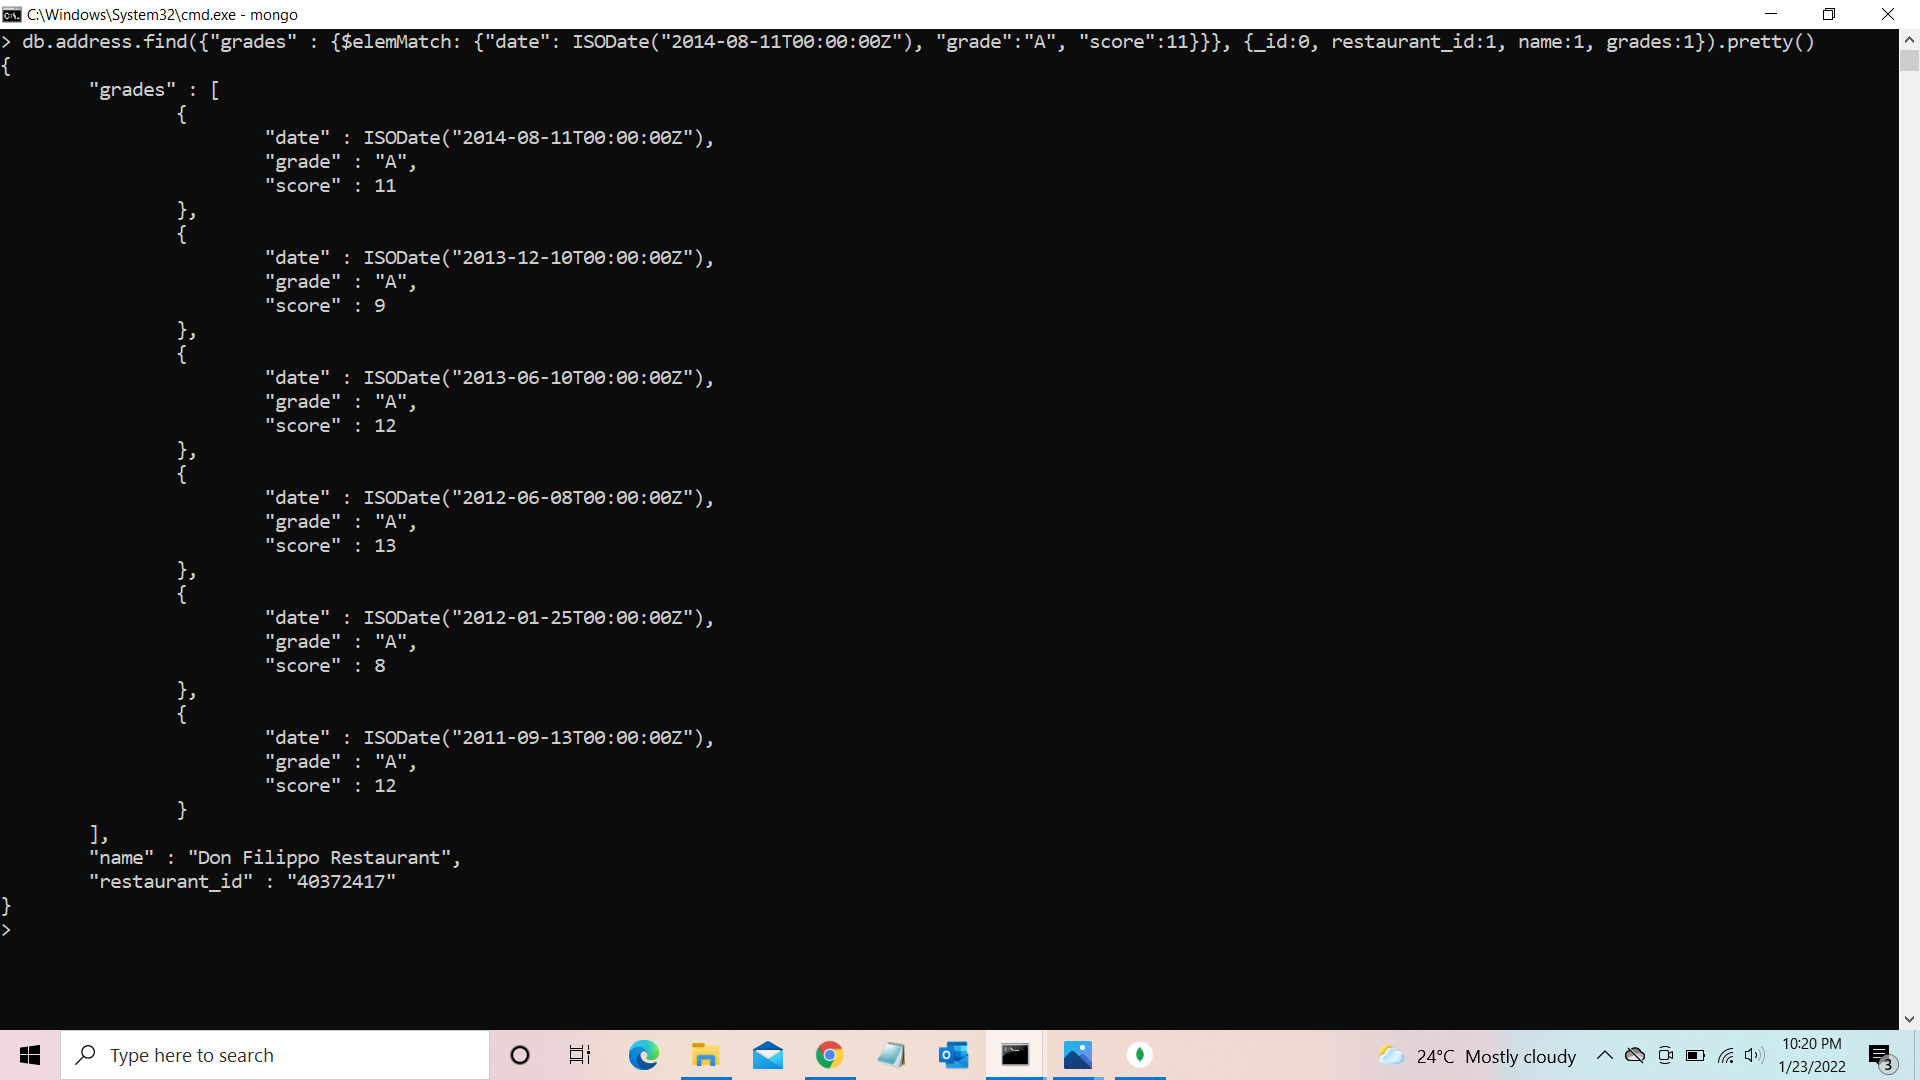 C:\Windows\System32\cmd.exe - mongo
> db.address.find({"grades" : {$elemMatch: {"date": ISODate("2014-08-11T00:00:00Z"), "grade":"A", "score":11}}}, {_id:0, restaurant_id:1, name:1, grades:1}).pretty()
{
"grades" : [
{
"date" : ISODate("2014-08-11T00:00:00Z"),
"grade" : "A",
"score" : 11
},
{
"date" : ISODate("2013-12-10T00:00:00Z"),
"grade" : "A",
"score" : 9
},
{
"date" : ISODate("2013-06-10T00:00:00Z"),
"grade" : "A",
"score" : 12
},
{
"date" : ISODate("2012-06-08T00:00:00Z"),
"grade" : "A",
"score" : 13
},
{
"date" : ISODate("2012-01-25T00:00:00Z"),
"grade" : "A",
"score" : 8
},
{
"date" : ISODate("2011-09-13T00:00:00Z"),
"grade" : "A",
"score" : 12
}
],
"name" : "Don Filippo Restaurant",
"restaurant_id" : "40372417"
}
>
Type here to search
24°C Mostly cloudy
10:20 PM
1/23/2022
3